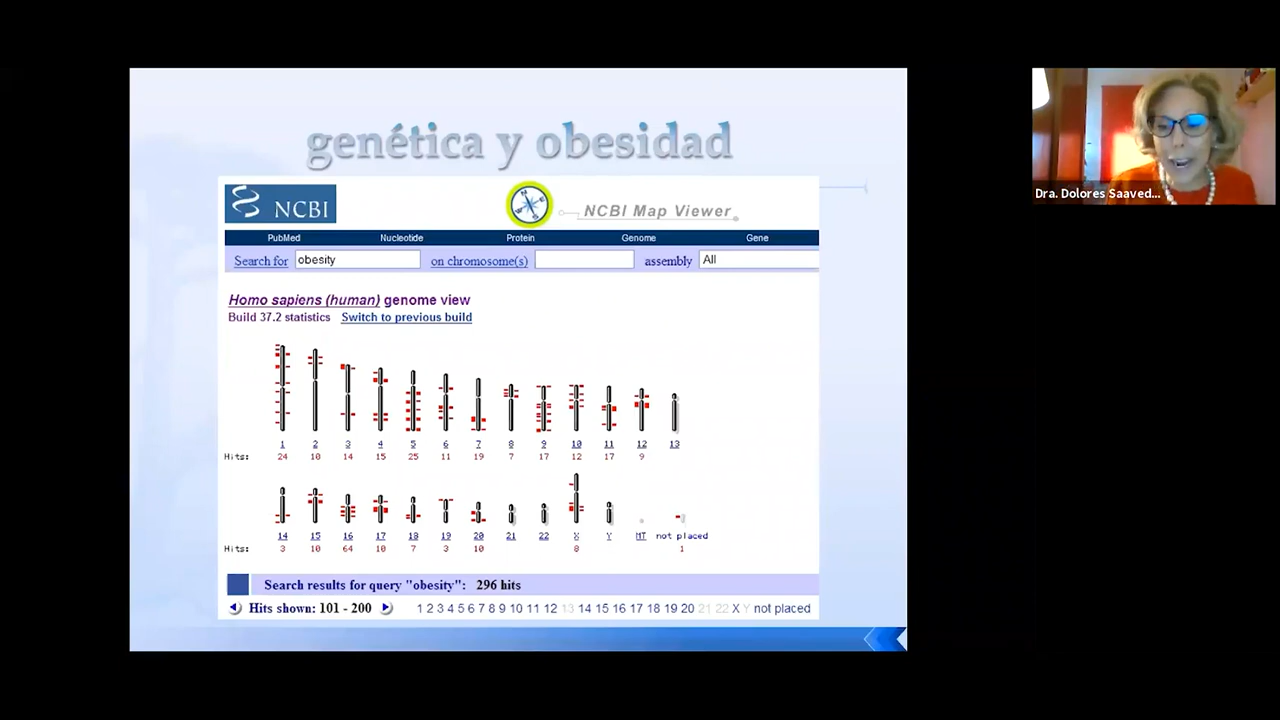 genética y obesidad
NCBI
NCBI Map Viewer
PubMed Nucleotide Protein Genome Gene
Search for obesity on chromosome(s) assembly All
Homo sapiens (human) genome view
Build 37.2 statistics Switch to previous build
1 2 3 4 5 6 7 8 9 10 11 12 13
Hits: 24 10 14 15 25 11 19 7 17 12 17 9
14 15 16 17 18 19 20 21 22 X Y MT not placed
Hits: 3 10 64 10 7 3 10 8 1
Search results for query "obesity": 296 hits
Hits shown: 101 - 200 1 2 3 4 5 6 7 8 9 10 11 12 13 14 15 16 17 18 19 20 21 22 X Y not placed
Dra. Dolores Saaved...